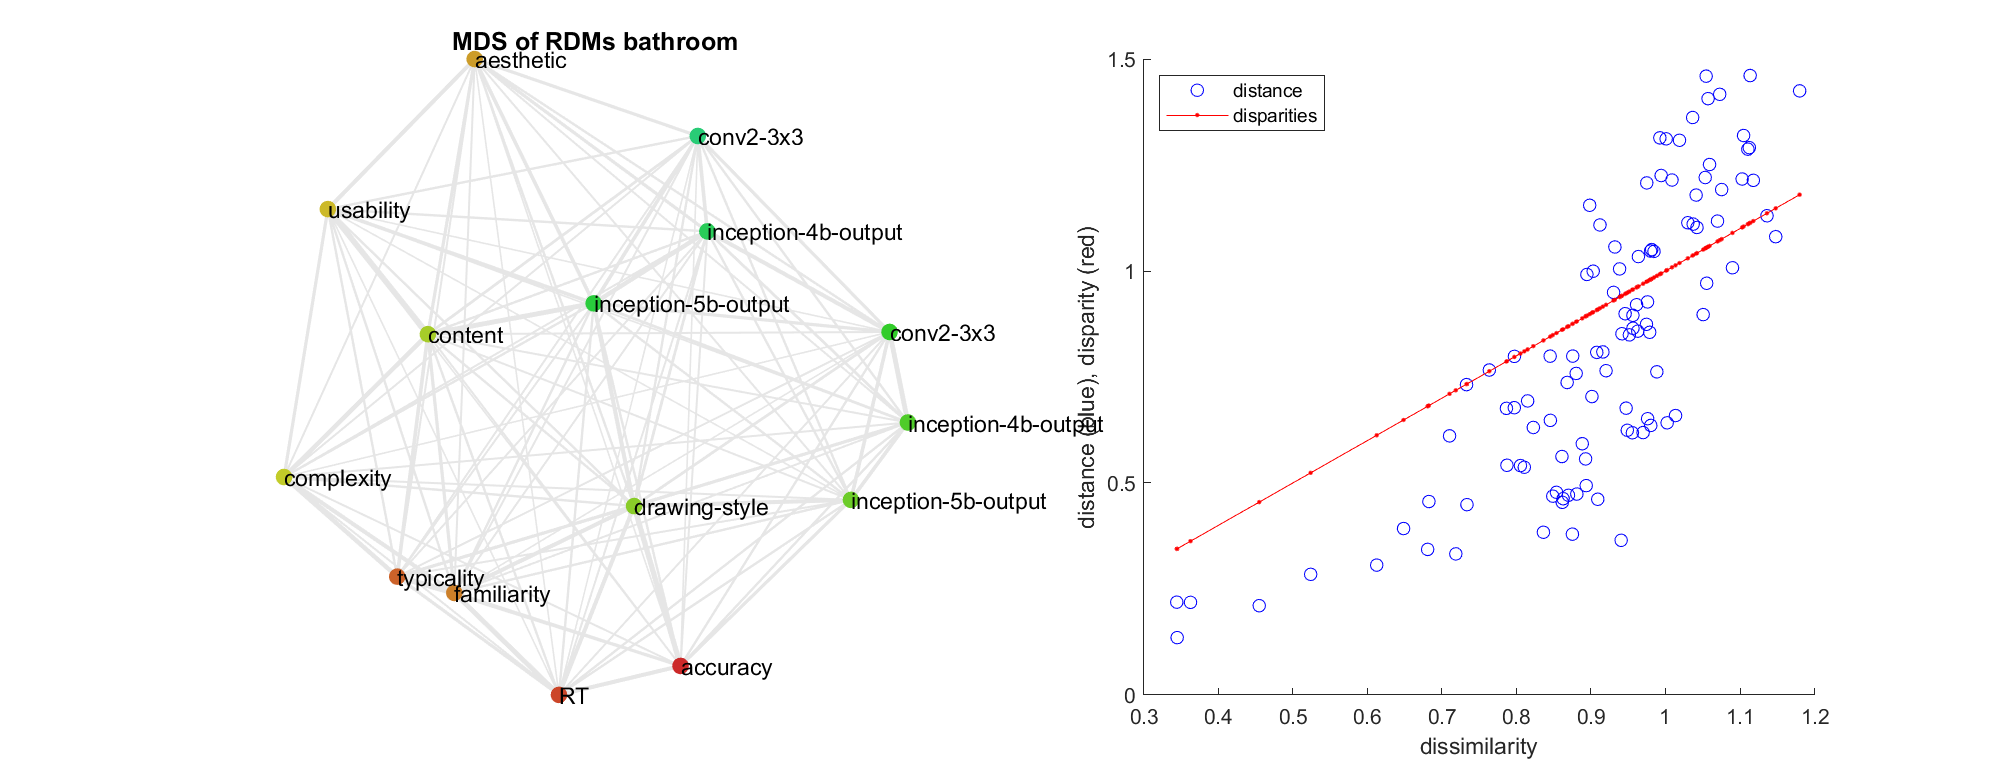 MDS of RDMs bathroom
aesthetic
conv2-3x3
usability
inception-4b-output
inception-5b-output
content
conv2-3x3
inception-4b-output
complexity
inception-5b-output
drawing-style
typicality
familiarity
accuracy
RT
distance (blue), disparity (red)
1.5
1
0.5
0
distance
disparities
0.3 0.4 0.5 0.6 0.7 0.8 0.9 1 1.1 1.2
dissimilarity